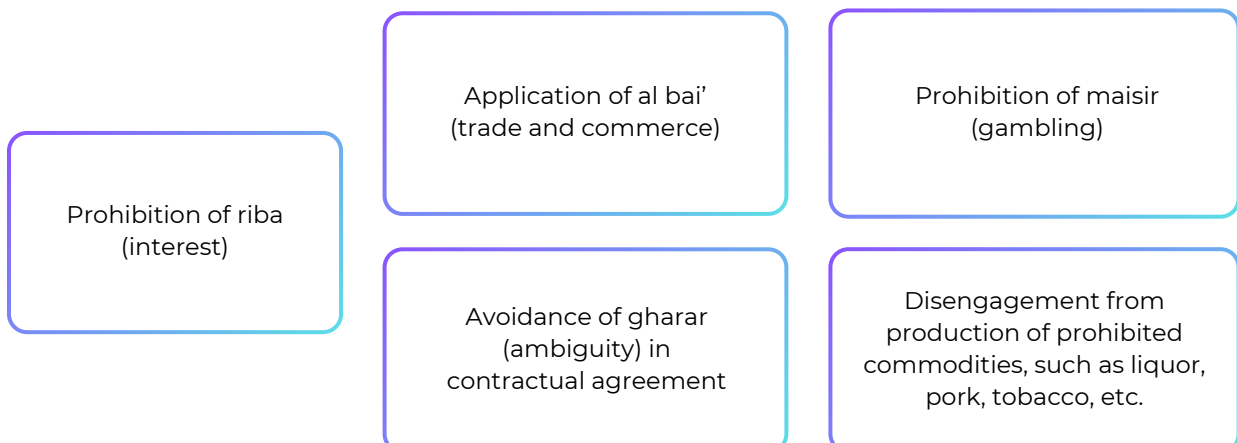 Prohibition of riba
(interest)
Application of al bai’
(trade and commerce)
Prohibition of maisir
(gambling)
Avoidance of gharar
(ambiguity) in
contractual agreement
Disengagement from
production of prohibited
commodities, such as liquor,
pork, tobacco, etc.